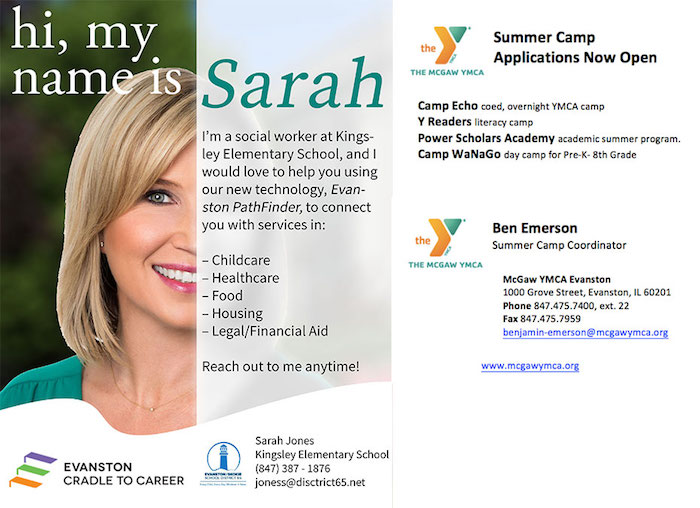 hi, my
name is Sarah
I'm a social worker at Kings-
ley Elementary School, and I
would love to help you using
our new technology, Evan-
ston PathFinder, to connect
you with services in:
– Childcare
– Healthcare
– Food
– Housing
– Legal/Financial Aid
Reach out to me anytime!
EVANSTON
CRADLE TO CAREER
EVANSTON/SKOKIE
SCHOOL DISTRICT 65
Sarah Jones
Kingsley Elementary School
(847) 387 - 1876
joness@disctrict65.net
the Y
THE MCGAW YMCA
Summer Camp
Applications Now Open
Camp Echo coed, overnight YMCA camp
Y Readers literacy camp
Power Scholars Academy academic summer program.
Camp WaNaGo day camp for Pre-K- 8th Grade
the Y
THE MCGAW YMCA
Ben Emerson
Summer Camp Coordinator
McGaw YMCA Evanston
1000 Grove Street, Evanston, IL 60201
Phone 847.475.7400, ext. 22
Fax 847.475.7959
benjamin-emerson@mcgawymca.org
www.mcgawymca.org